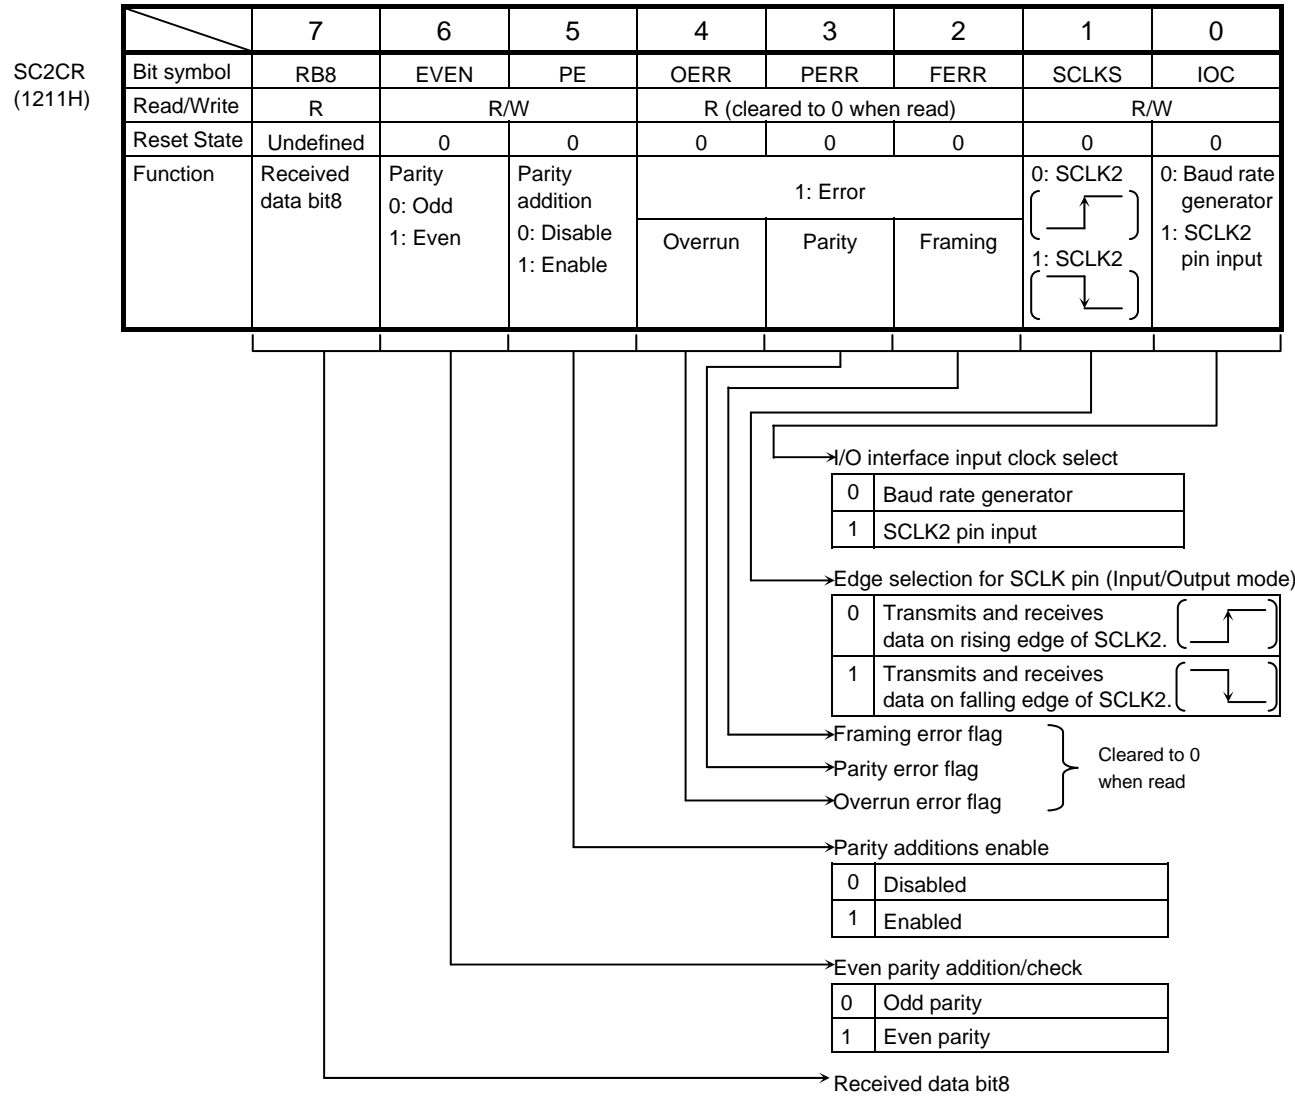 7 6 5 4 3 2 1 0
SC2CR
(1211H)
Bit symbol RB8 EVEN PE OERR PERR FERR SCLKS IOC
Read/Write R R/W R (cleared to 0 when read) R/W
Reset State Undefined 0 0 0 0 0 0 0
Function
Received
data bit8
Parity
0: Odd
1: Even
Parity
addition
0: Disable
1: Enable
1: Error
Overrun Parity Framing
0: SCLK2
1: SCLK2
0: Baud rate
generator
1: SCLK2
pin input
I/O interface input clock select
0 Baud rate generator
1 SCLK2 pin input
Edge selection for SCLK pin (Input/Output mode)
0 Transmits and receives
data on rising edge of SCLK2.
1 Transmits and receives
data on falling edge of SCLK2.
Framing error flag
Parity error flag
Overrun error flag
Cleared to 0
when read
Parity additions enable
0 Disabled
1 Enabled
Even parity addition/check
0 Odd parity
1 Even parity
Received data bit8